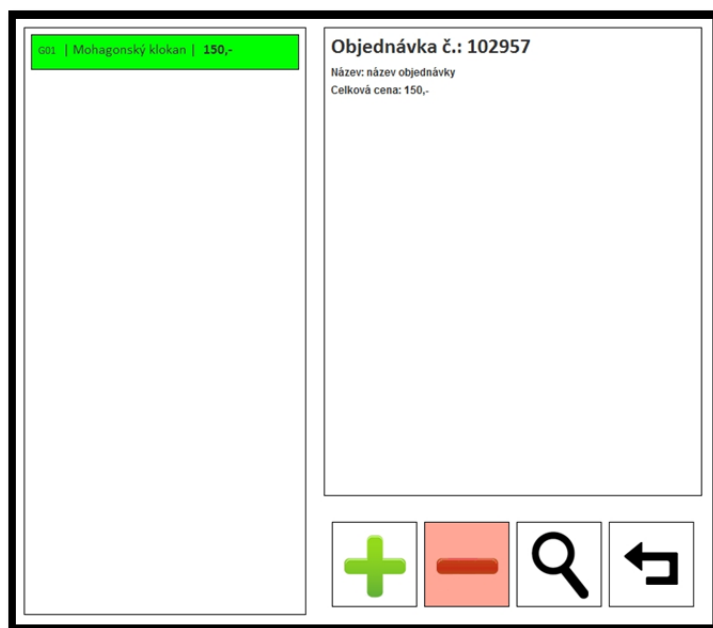 G01 | Mohagonský klokan | 150,-
Objednávka č.: 102957
Název: název objednávky
Celková cena: 150,-